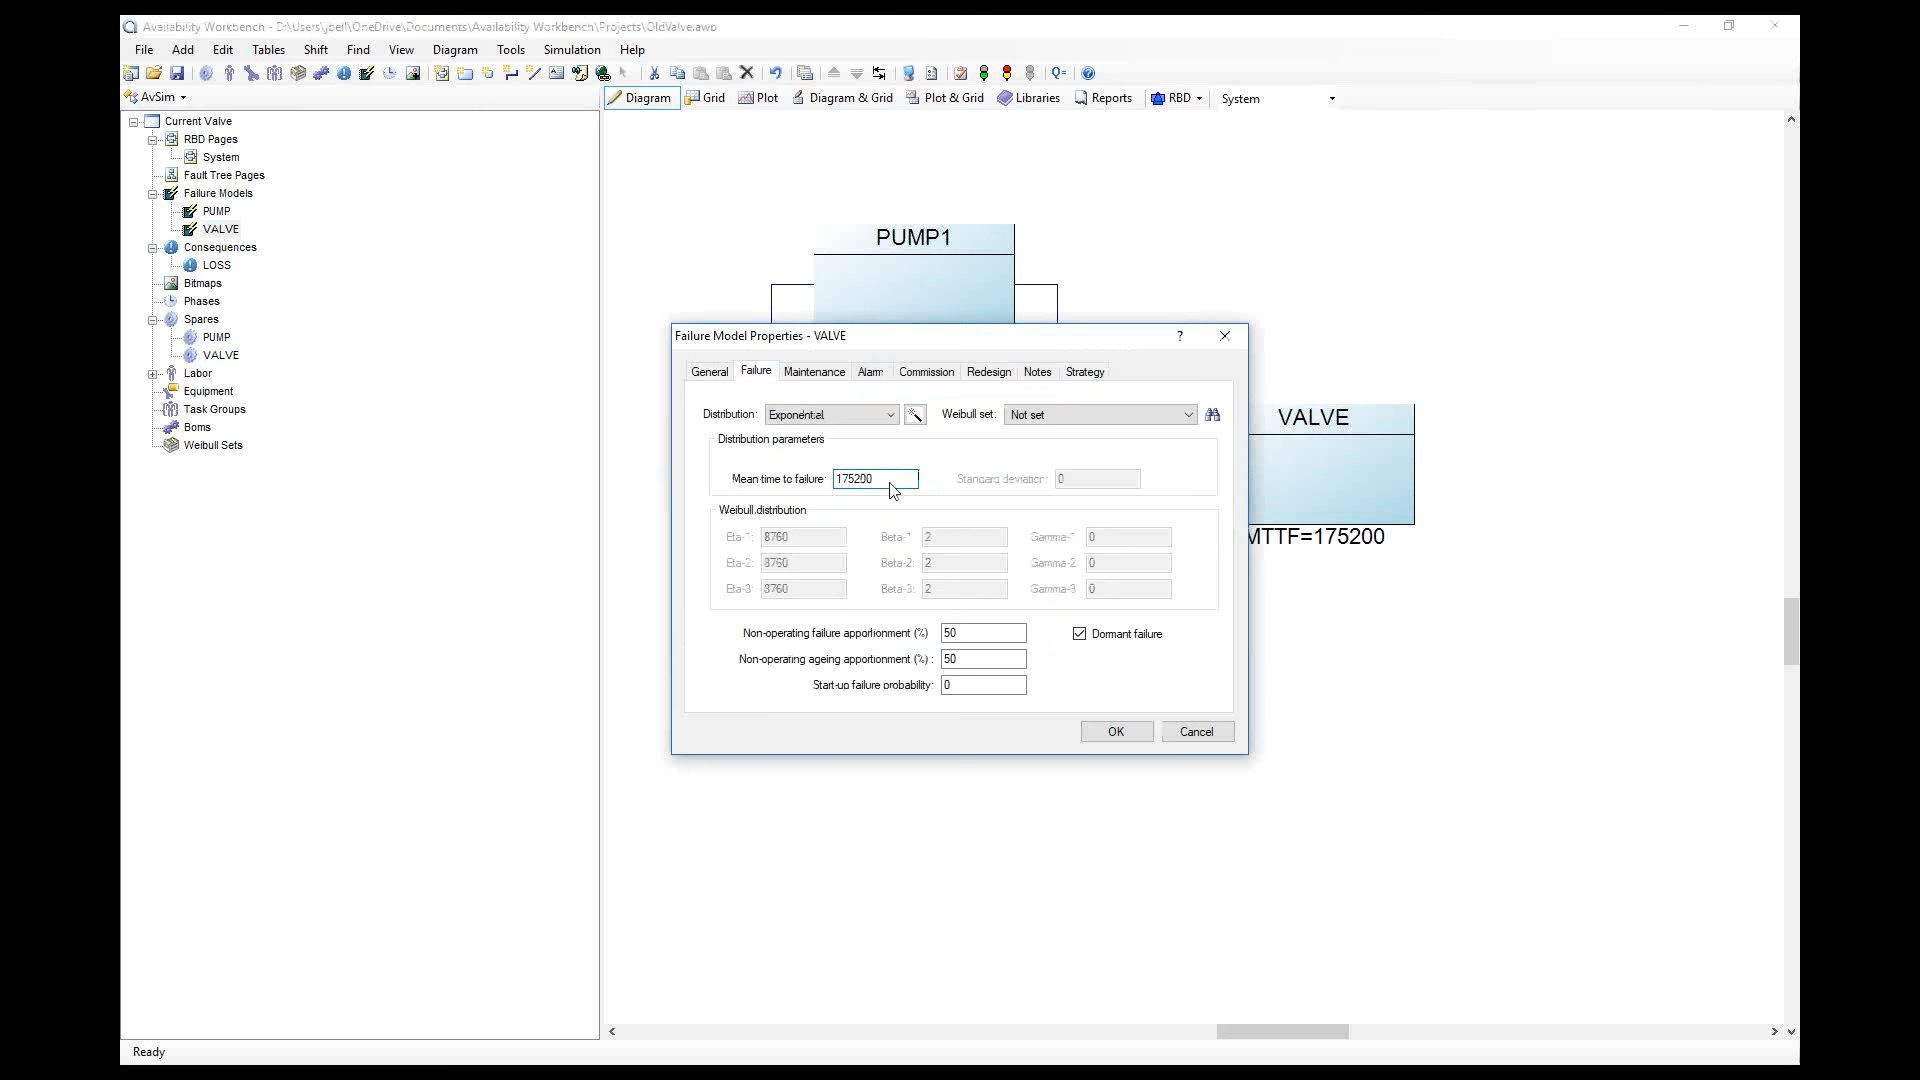 Availability Workbench - D:\Users\jbell\OneDrive\Documents\Availability Workbench\Projects\OldValve.awb
File Add Edit Tables Shift Find View Diagram Tools Simulation Help
AvSim
Diagram Grid Plot Diagram & Grid Plot & Grid Libraries Reports RBD System
Current Valve
RBD Pages
System
Fault Tree Pages
Failure Models
PUMP
VALVE
Consequences
LOSS
Bitmaps
Phases
Spares
PUMP
VALVE
Labor
Equipment
Task Groups
Boms
Weibull Sets
PUMP1
VALVE
MTTF=175200
Failure Model Properties - VALVE ?
General Failure Maintenance Alarm Commission Redesign Notes Strategy
Distribution: Exponential Weibull set: Not set
Distribution parameters
Mean time to failure: 175200 Standard deviation: 0
Weibull distribution
Eta-1: 8760 Beta-1: 2 Gamma-1: 0
Eta-2: 8760 Beta-2: 2 Gamma-2: 0
Eta-3: 8760 Beta-3: 2 Gamma-3: 0
Non-operating failure apportionment (%) 50 Dormant failure
Non-operating ageing apportionment (%) : 50
Start-up failure probability: 0
OK Cancel
Ready